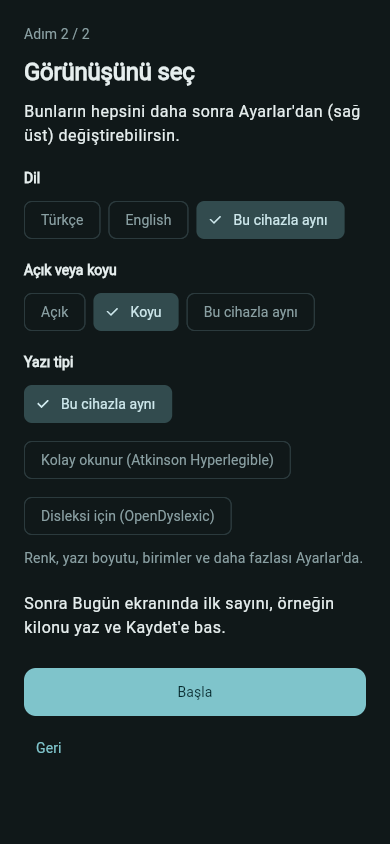 Adım 2 / 2
Görünüşünü seç
Bunların hepsini daha sonra Ayarlar'dan (sağ
üst) değiştirebilirsin.
Dil
Türkçe
English
Bu cihazla aynı
Açık veya koyu
Açık
Koyu
Bu cihazla aynı
Yazı tipi
Bu cihazla aynı
Kolay okunur (Atkinson Hyperlegible)
Disleksi için (OpenDyslexic)
Renk, yazı boyutu, birimler ve daha fazlası Ayarlar'da.
Sonra Bugün ekranında ilk sayını, örneğin
kilonu yaz ve Kaydet'e bas.
Başla
Geri